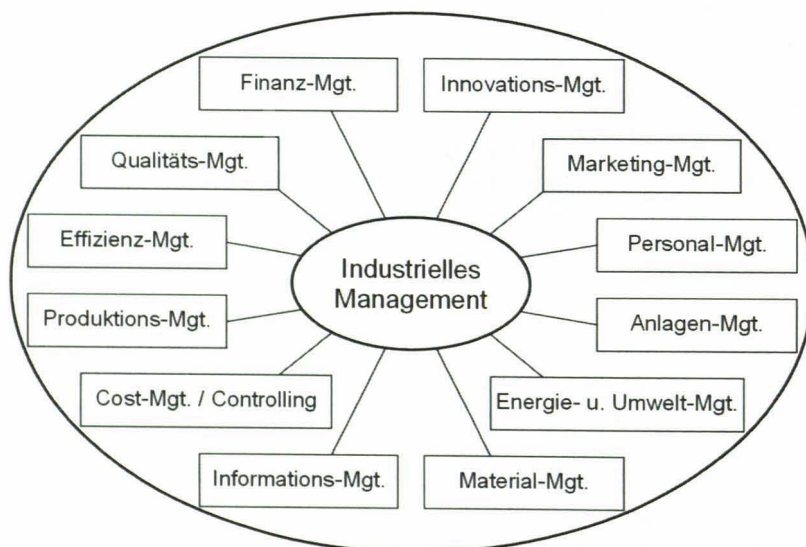 Finanz-Mgt.
Innovations-Mgt.
Qualitäts-Mgt.
Marketing-Mgt.
Effizienz-Mgt.
Personal-Mgt.
Industrielles
Management
Produktions-Mgt.
Anlagen-Mgt.
Cost-Mgt. / Controlling
Energie- u. Umwelt-Mgt.
Informations-Mgt.
Material-Mgt.